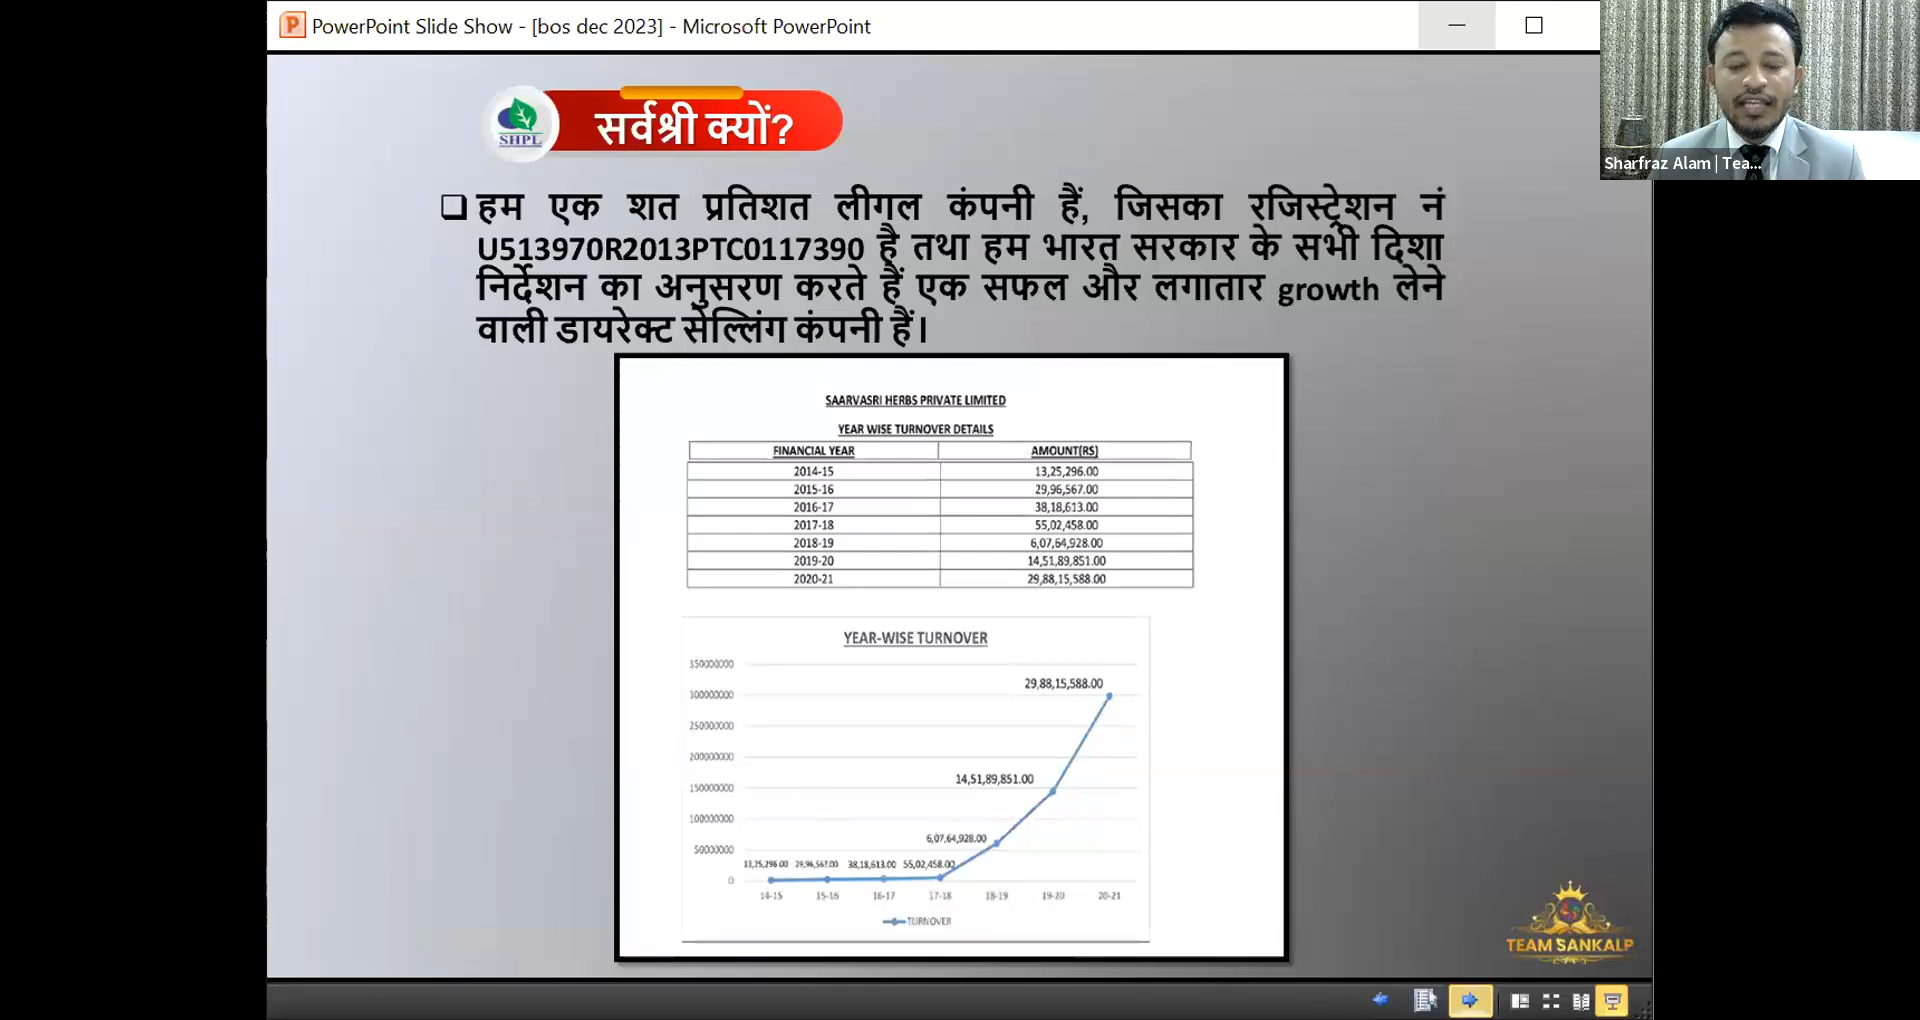 PowerPoint Slide Show - [bos dec 2023] - Microsoft PowerPoint
Sharfraz Alam | Tea...
SHPL
सर्वश्री क्यों?
हम एक शत प्रतिशत लीगल कंपनी हैं, जिसका रजिस्ट्रेशन नं
U513970R2013PTC0117390 है तथा हम भारत सरकार के सभी दिशा
निर्देशन का अनुसरण करते हैं एक सफल और लगातार growth लेने
वाली डायरेक्ट सेल्लिंग कंपनी हैं।
SAARVASRI HERBS PRIVATE LIMITED
YEAR WISE TURNOVER DETAILS
FINANCIAL YEAR AMOUNT(RS)
2014-15 13,25,296.00
2015-16 29,96,567.00
2016-17 38,18,613.00
2017-18 55,02,458.00
2018-19 6,07,64,928.00
2019-20 14,51,89,851.00
2020-21 29,88,15,588.00
YEAR-WISE TURNOVER
350000000
300000000
250000000
200000000
150000000
100000000
50000000
0
13,25,296.00 29,96,567.00 38,18,613.00 55,02,458.00 6,07,64,928.00 14,51,89,851.00 29,88,15,588.00
14-15 15-16 16-17 17-18 18-19 19-20 20-21
TURNOVER
TEAM SANKALP